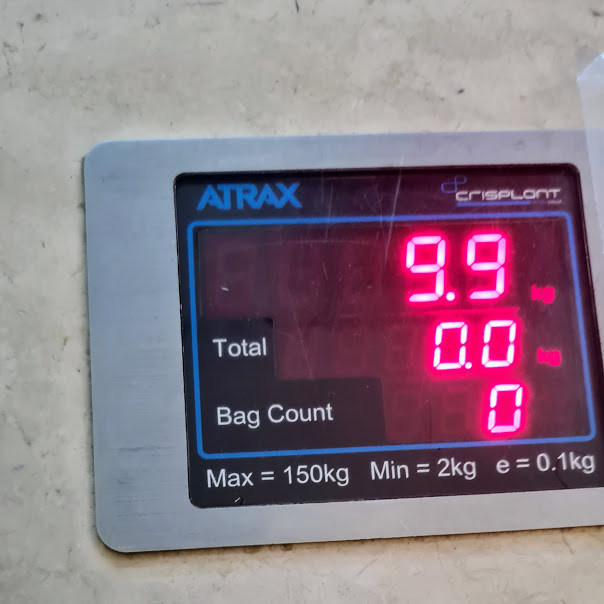 ATRAX CRISPLANT
9.9 kg
Total 0.0 kg
Bag Count 0
Max = 150kg Min = 2kg e = 0.1kg